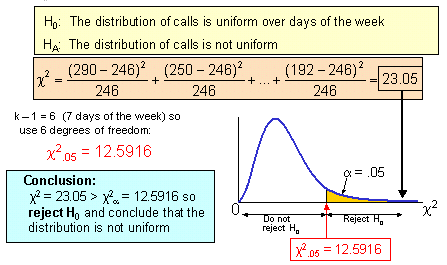 H₀: The distribution of calls is uniform over days of the week
Hᴀ: The distribution of calls is not uniform
χ² = (290 – 246)²/246 + (250 – 246)²/246 + ... + (192 – 246)²/246 = 23.05
k – 1 = 6 (7 days of the week) so
use 6 degrees of freedom:
χ².05 = 12.5916
Conclusion:
χ² = 23.05 > χ²α = 12.5916 so
reject H₀ and conclude that the
distribution is not uniform
α = .05
0
χ²
Do not
reject H₀
Reject H₀
χ².05 = 12.5916